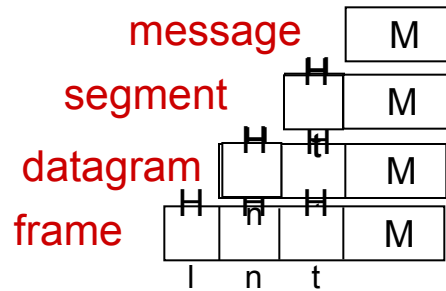 message M
H
segment M
H H t
datagram M
H H n H t
frame M
l n t